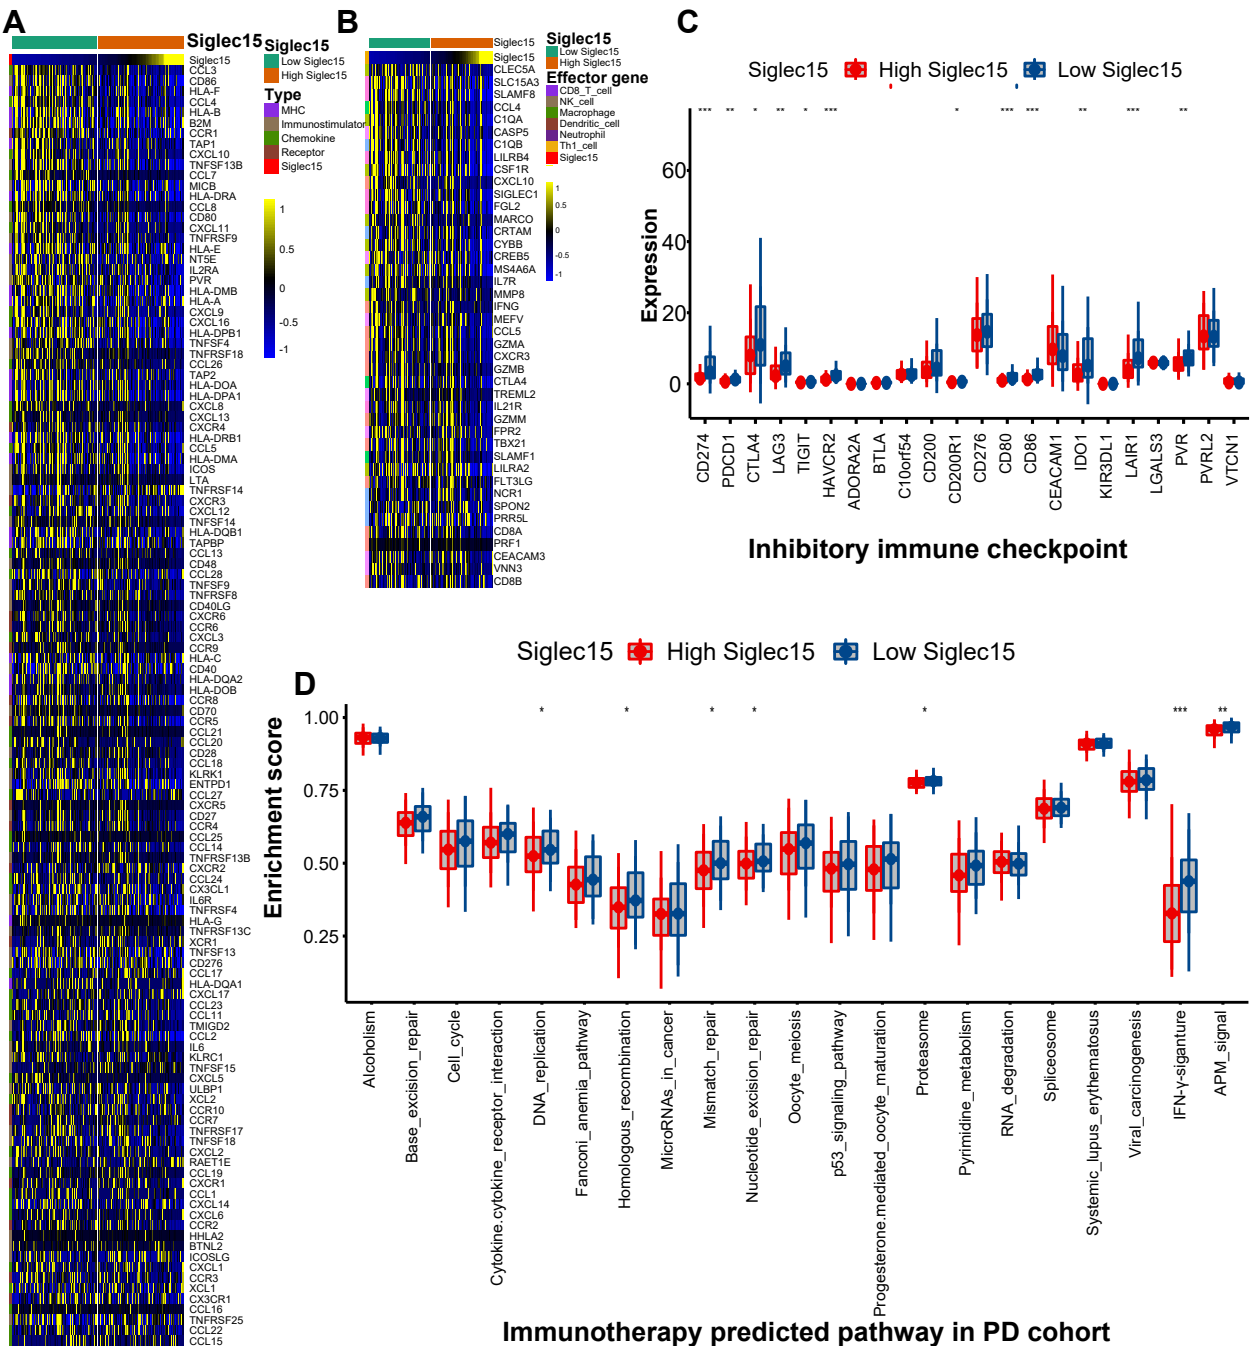 A
Siglec15
Siglec15
CCL3
CD86
HLA-F
CCL4
HLA-B
B2M
CCR1
TAP1
CXCL10
TNFSF13B
CCL7
MICB
HLA-DRA
CCL8
CD80
CXCL11
TNFRSF9
HLA-E
NT5E
IL2RA
PVR
HLA-DMB
HLA-A
CXCL9
CXCL16
HLA-DPB1
TNFSF4
TNFRSF18
CCL26
TAP2
HLA-DOA
HLA-DPA1
CXCL8
CXCL13
CXCR4
HLA-DRB1
CCL5
HLA-DMA
ICOS
LTA
TNFRSF14
CXCR3
CXCL12
TNFSF14
HLA-DQB1
TAPBP
CCL13
CD48
CCL28
TNFSF9
TNFRSF8
CD40LG
CXCR6
CCR6
CXCL3
CCR9
HLA-C
CD40
HLA-DQA2
HLA-DOB
CCR8
CD70
CCR5
CCL21
CCL20
CD28
CCL18
KLRK1
ENTPD1
CCL27
CXCR5
CD27
CCR4
CCL25
CCL14
TNFRSF13B
CXCR2
CCL24
CX3CL1
IL6R
TNFRSF4
HLA-G
TNFRSF13C
XCR1
TNFSF13
CD276
CCL17
HLA-DQA1
CXCL17
CCL23
CCL11
TMIGD2
CCL2
IL6
KLRC1
TNFSF15
CXCL5
ULBP1
XCL2
CCR10
CCR7
TNFRSF17
TNFSF18
CXCL2
RAET1E
CCL19
CXCR1
CCL1
CXCL14
CXCL6
CCR2
HHLA2
BTNL2
ICOSLG
CXCL1
CCR3
XCL1
CX3CR1
CCL16
TNFRSF25
CCL22
CCL15
Siglec15
Low Siglec15
High Siglec15
Type
MHC
Immunostimulator
Chemokine
Receptor
Siglec15
1
0.5
0
-0.5
-1
B
Siglec15
Siglec15
CLEC5A
SLC15A3
SLAMF8
CCL4
C1QA
CASP5
C1QB
LILRB4
CSF1R
CXCL10
SIGLEC1
FGL2
MARCO
CRTAM
CYBB
CREB5
MS4A6A
IL7R
MMP8
IFNG
MEFV
CCL5
GZMA
CXCR3
GZMB
CTLA4
TREML2
IL21R
GZMM
FPR2
TBX21
SLAMF1
LILRA2
FLT3LG
NCR1
SPON2
PRR5L
CD8A
PRF1
CEACAM3
VNN3
CD8B
Siglec15
Low Siglec15
High Siglec15
Effector gene
CD8_T_cell
NK_cell
Macrophage
Dendritic_cell
Neutrophil
Th1_cell
Siglec15
1
0.5
0
-0.5
-1
C
Siglec15 High Siglec15 Low Siglec15
*** ** * ** * *** * *** *** ** *** **
Expression
60
40
20
0
CD274
PDCD1
CTLA4
LAG3
TIGIT
HAVCR2
ADORA2A
BTLA
C10orf54
CD200
CD200R1
CD276
CD80
CD86
CEACAM1
IDO1
KIR3DL1
LAIR1
LGALS3
PVR
PVRL2
VTCN1
Inhibitory immune checkpoint
D
Siglec15 High Siglec15 Low Siglec15
* * * * * *** **
Enrichment score
1.00
0.75
0.50
0.25
Alcoholism
Base_excision_repair
Cell_cycle
Cytokine.cytokine_receptor_interaction
DNA_replication
Fanconi_anemia_pathway
Homologous_recombination
MicroRNAs_in_cancer
Mismatch_repair
Nucleotide_excision_repair
Oocyte_meiosis
p53_signaling_pathway
Progesterone.mediated_oocyte_maturation
Proteasome
Pyrimidine_metabolism
RNA_degradation
Spliceosome
Systemic_lupus_erythematosus
Viral_carcinogenesis
IFN-γ-siganture
APM_signal
Immunotherapy predicted pathway in PD cohort